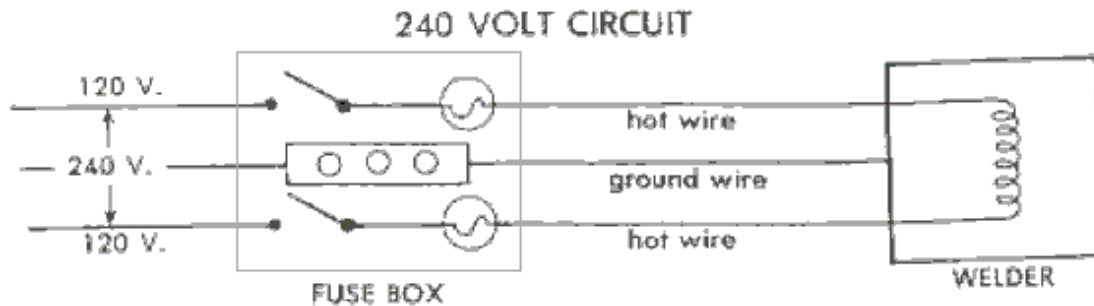 240 VOLT CIRCUIT
120 V.
hot wire
240 V.
ground wire
120 V.
hot wire
WELDER
FUSE BOX